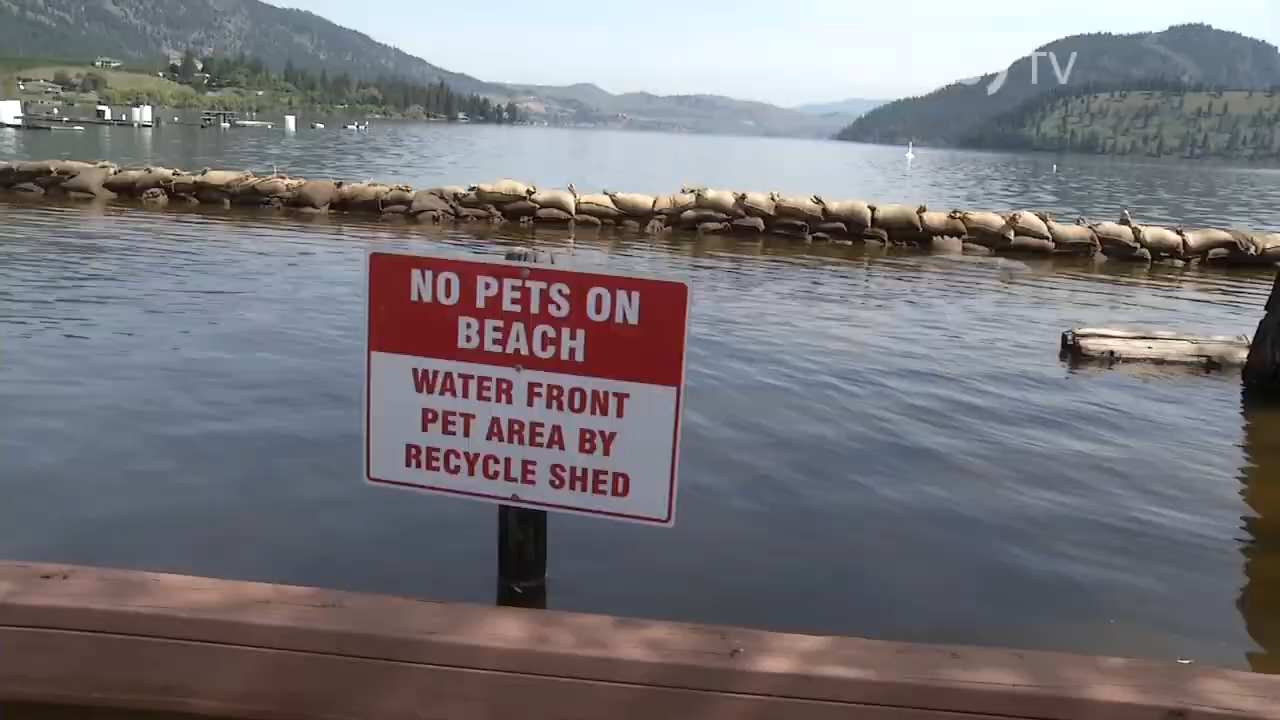 TV
NO PETS ON
BEACH
WATER FRONT
PET AREA BY
RECYCLE SHED